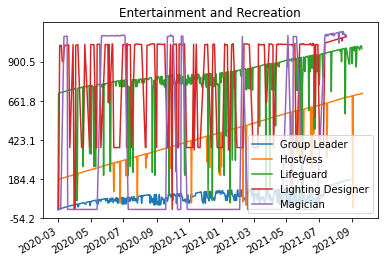 Entertainment and Recreation
900.5
661.8
423.1
184.4
-54.2
Group Leader
Host/ess
Lifeguard
Lighting Designer
Magician
2020-03
2020-05
2020-07
2020-09
2020-11
2021-01
2021-03
2021-05
2021-07
2021-09